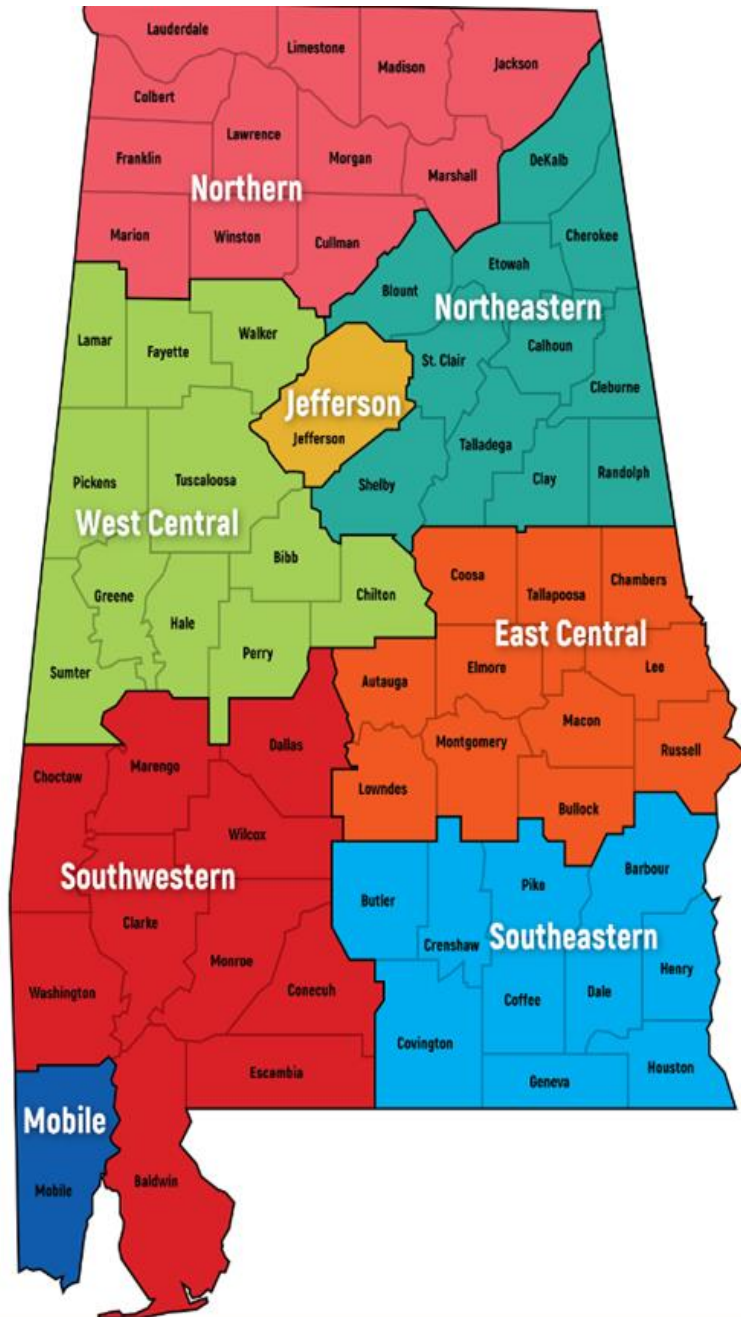 Lauderdale
Limestone
Madison
Jackson
Colbert
Lawrence
Franklin
Morgan
Marshall
DeKalb
Northern
Marion
Winston
Cullman
Cherokee
Etowah
Blount
Northeastern
Lamar
Fayette
Walker
St. Clair
Calhoun
Cleburne
Jefferson
Jefferson
Talladega
Randolph
Pickens
Tuscaloosa
Shelby
Clay
West Central
Bibb
Coosa
Tallapoosa
Chambers
Greene
Hale
Chilton
East Central
Perry
Sumter
Autauga
Elmore
Lee
Macon
Dallas
Montgomery
Russell
Choctaw
Marengo
Lowndes
Bullock
Wilcox
Southwestern
Barbour
Pike
Butler
Clarke
Crenshaw
Southeastern
Monroe
Henry
Washington
Conecuh
Coffee
Dale
Covington
Escambia
Geneva
Houston
Mobile
Mobile
Baldwin